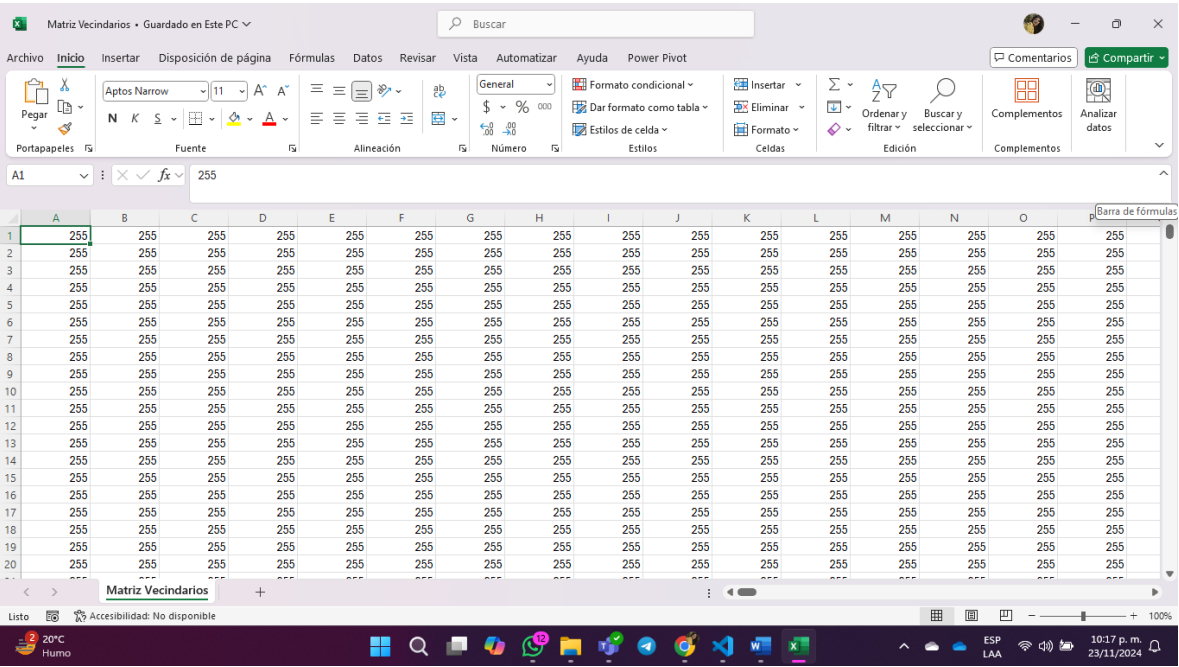 Matriz Vecindarios • Guardado en Este PC
Buscar
Archivo Inicio Insertar Disposición de página Fórmulas Datos Revisar Vista Automatizar Ayuda Power Pivot Comentarios Compartir
Pegar
Portapapeles
Aptos Narrow 11 A A
N K S A
Fuente
ab
Alineación
General
$ % 000
Número
Formato condicional
Dar formato como tabla
Estilos de celda
Estilos
Insertar
Eliminar
Formato
Celdas
Ordenar y filtrar
Buscar y seleccionar
Edición
Complementos
Complementos
Analizar datos
A1 fx 255
Barra de fórmulas
A B C D E F G H I J K L M N O P
1 255 255 255 255 255 255 255 255 255 255 255 255 255 255 255 255
2 255 255 255 255 255 255 255 255 255 255 255 255 255 255 255 255
3 255 255 255 255 255 255 255 255 255 255 255 255 255 255 255 255
4 255 255 255 255 255 255 255 255 255 255 255 255 255 255 255 255
5 255 255 255 255 255 255 255 255 255 255 255 255 255 255 255 255
6 255 255 255 255 255 255 255 255 255 255 255 255 255 255 255 255
7 255 255 255 255 255 255 255 255 255 255 255 255 255 255 255 255
8 255 255 255 255 255 255 255 255 255 255 255 255 255 255 255 255
9 255 255 255 255 255 255 255 255 255 255 255 255 255 255 255 255
10 255 255 255 255 255 255 255 255 255 255 255 255 255 255 255 255
11 255 255 255 255 255 255 255 255 255 255 255 255 255 255 255 255
12 255 255 255 255 255 255 255 255 255 255 255 255 255 255 255 255
13 255 255 255 255 255 255 255 255 255 255 255 255 255 255 255 255
14 255 255 255 255 255 255 255 255 255 255 255 255 255 255 255 255
15 255 255 255 255 255 255 255 255 255 255 255 255 255 255 255 255
16 255 255 255 255 255 255 255 255 255 255 255 255 255 255 255 255
17 255 255 255 255 255 255 255 255 255 255 255 255 255 255 255 255
18 255 255 255 255 255 255 255 255 255 255 255 255 255 255 255 255
19 255 255 255 255 255 255 255 255 255 255 255 255 255 255 255 255
20 255 255 255 255 255 255 255 255 255 255 255 255 255 255 255 255
Matriz Vecindarios
Listo Accesibilidad: No disponible 100%
2 20°C
Humo
12
ESP
LAA
10:17 p. m.
23/11/2024